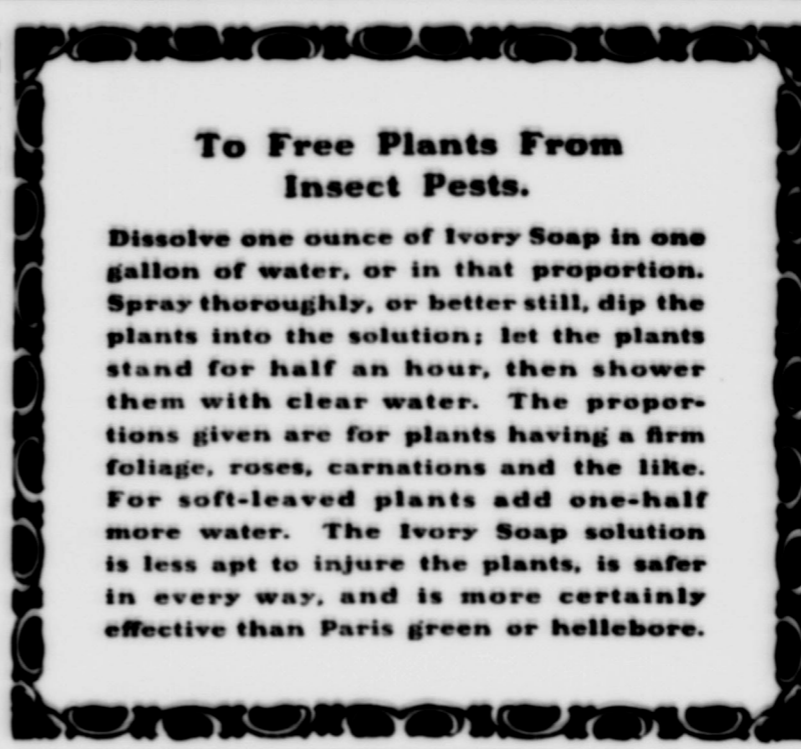 To Free Plants From
Insect Pests.
Dissolve one ounce of Ivory Soap in one
gallon of water, or in that proportion.
Spray thoroughly, or better still, dip the
plants into the solution; let the plants
stand for half an hour, then shower
them with clear water. The propor-
tions given are for plants having a firm
foliage, roses, carnations and the like.
For soft-leaved plants add one-half
more water. The Ivory Soap solution
is less apt to injure the plants, is safer
in every way, and is more certainly
effective than Paris green or hellebore.